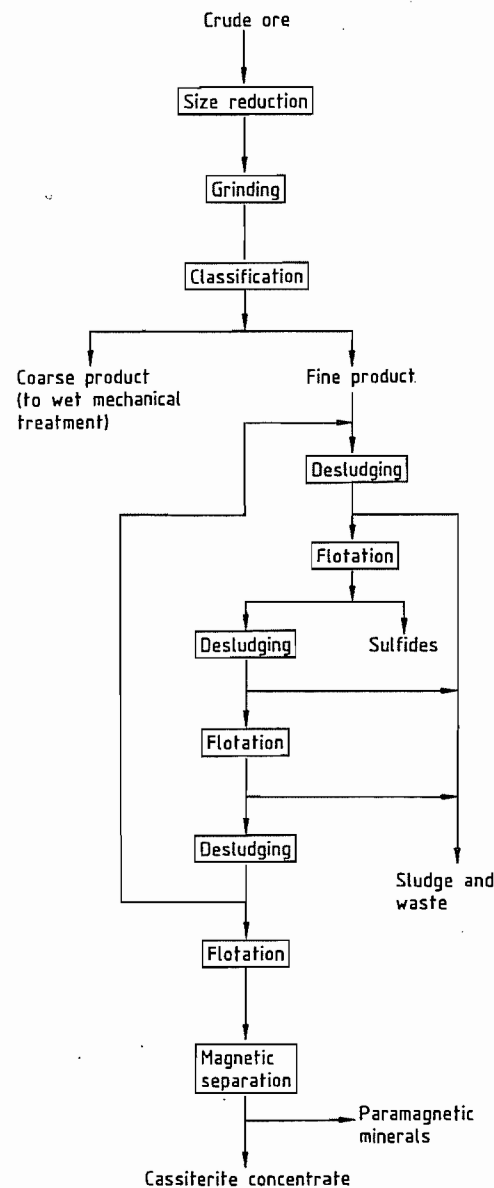 Crude ore
Size reduction
Grinding
Classification
Coarse product
(to wet mechanical
treatment)
Fine product
Desludging
Flotation
Desludging
Sulfides
Flotation
Desludging
Sludge and
waste
Flotation
Magnetic
separation
Paramagnetic
minerals
Cassiterite concentrate